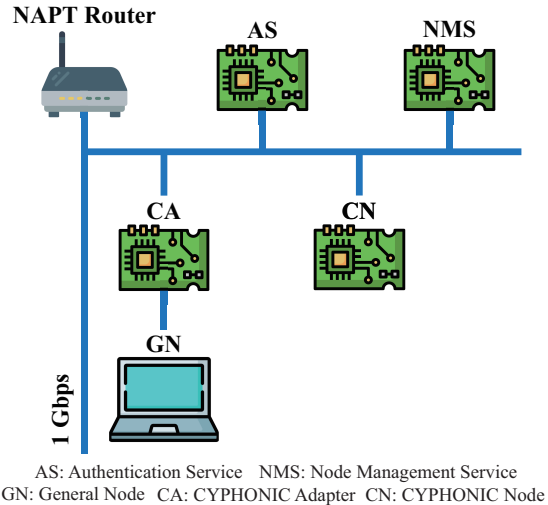 NAPT Router
AS
NMS
CA
CN
GN
1 Gbps
AS: Authentication Service NMS: Node Management Service
GN: General Node CA: CYPHONIC Adapter CN: CYPHONIC Node